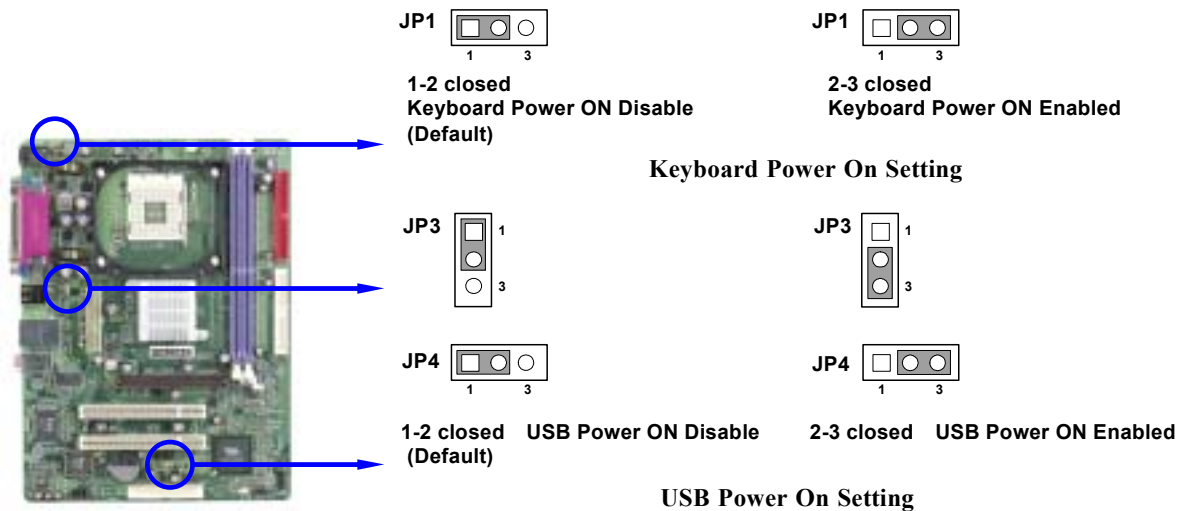 JP1
1 3
1-2 closed
Keyboard Power ON Disable
(Default)
JP1
1 3
2-3 closed
Keyboard Power ON Enabled
Keyboard Power On Setting
JP3
1
3
JP3
1
3
JP4
1 3
JP4
1 3
1-2 closed USB Power ON Disable
(Default)
2-3 closed USB Power ON Enabled
USB Power On Setting